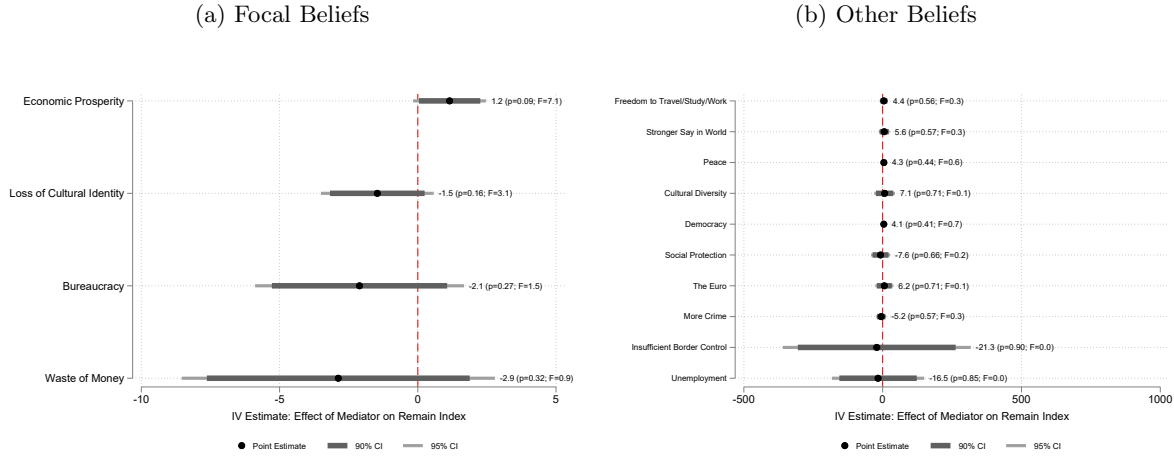 (a) Focal Beliefs
Economic Prosperity
1.2 (p=0.09; F=7.1)
Loss of Cultural Identity
-1.5 (p=0.16; F=3.1)
Bureaucracy
-2.1 (p=0.27; F=1.5)
Waste of Money
-2.9 (p=0.32; F=0.9)
-10 -5 0 5
IV Estimate: Effect of Mediator on Remain Index
Point Estimate 90% CI 95% CI
(b) Other Beliefs
Freedom to Travel/Study/Work
4.4 (p=0.56; F=0.3)
Stronger Say in World
5.6 (p=0.57; F=0.3)
Peace
4.3 (p=0.44; F=0.6)
Cultural Diversity
7.1 (p=0.71; F=0.1)
Democracy
4.1 (p=0.41; F=0.7)
Social Protection
-7.6 (p=0.66; F=0.2)
The Euro
6.2 (p=0.71; F=0.1)
More Crime
-5.2 (p=0.57; F=0.3)
Insufficient Border Control
-21.3 (p=0.90; F=0.0)
Unemployment
-16.5 (p=0.85; F=0.0)
-500 0 500 1000
IV Estimate: Effect of Mediator on Remain Index
Point Estimate 90% CI 95% CI